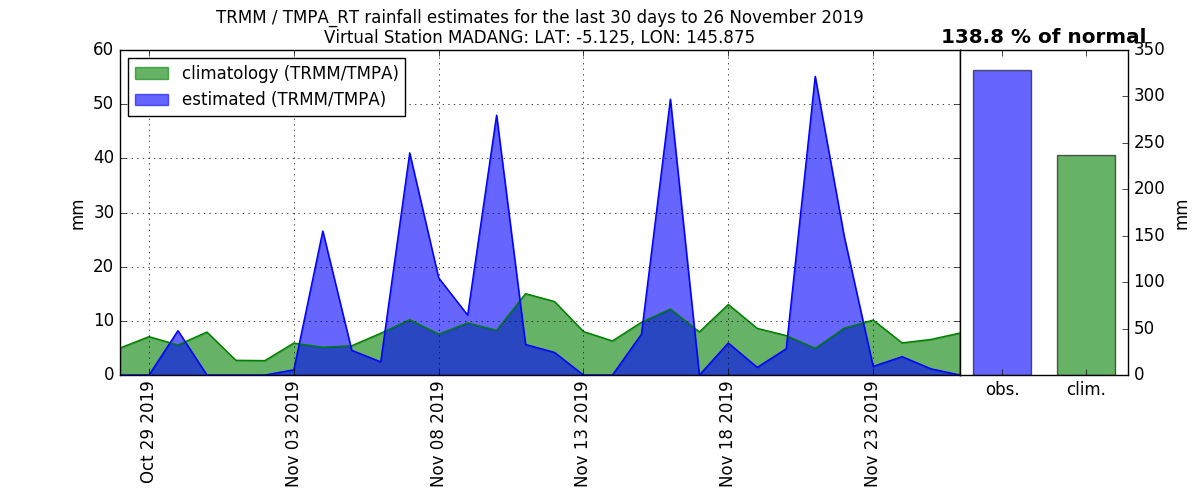 TRMM / TMPA_RT rainfall estimates for the last 30 days to 26 November 2019
Virtual Station MADANG: LAT: -5.125, LON: 145.875
138.8 % of normal
climatology (TRMM/TMPA)
estimated (TRMM/TMPA)
mm
60
50
40
30
20
10
0
Oct 29 2019
Nov 03 2019
Nov 08 2019
Nov 13 2019
Nov 18 2019
Nov 23 2019
obs.
clim.
350
300
250
200
150
100
50
0
mm